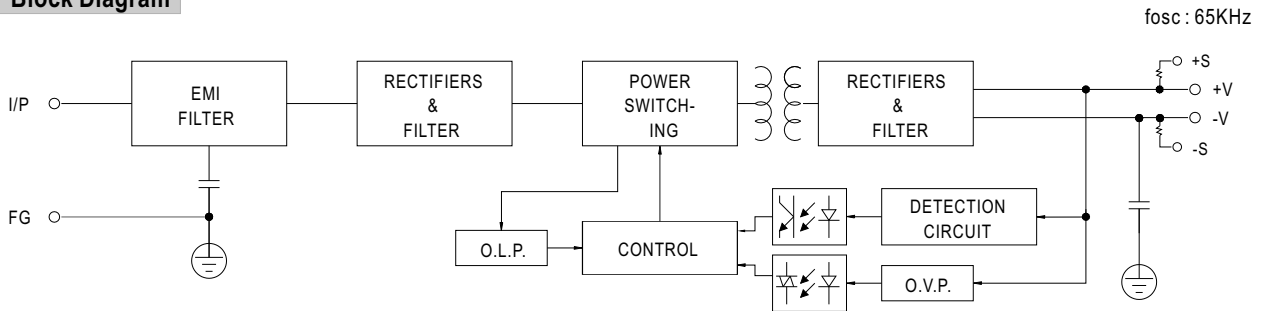 Block Diagram
fosc : 65KHz
I/P
EMI
FILTER
RECTIFIERS
&
FILTER
POWER
SWITCH-
ING
RECTIFIERS
&
FILTER
+S
+V
-V
-S
FG
O.L.P.
CONTROL
DETECTION
CIRCUIT
O.V.P.